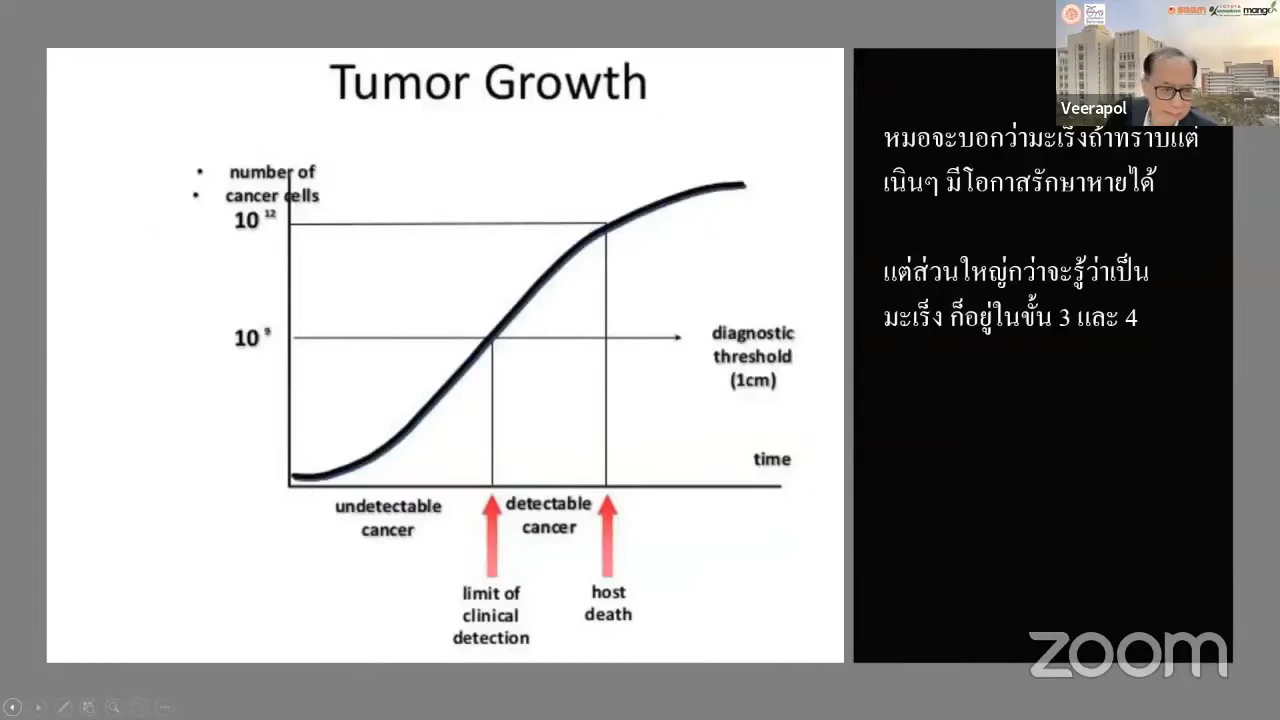 Tumor Growth
• number of
• cancer cells
10 12
10 9
diagnostic
threshold
(1cm)
time
undetectable
cancer
detectable
cancer
limit of
clinical
detection
host
death
Veerapol
หมอจะบอกว่ามะเร็งถ้าทราบแต่
เนินๆ มีโอกาสรักษาหายได้
แต่ส่วนใหญ่กว่าจะรู้ว่าเป็น
มะเร็ง ก็อยู่ในขั้น 3 และ 4
zoom